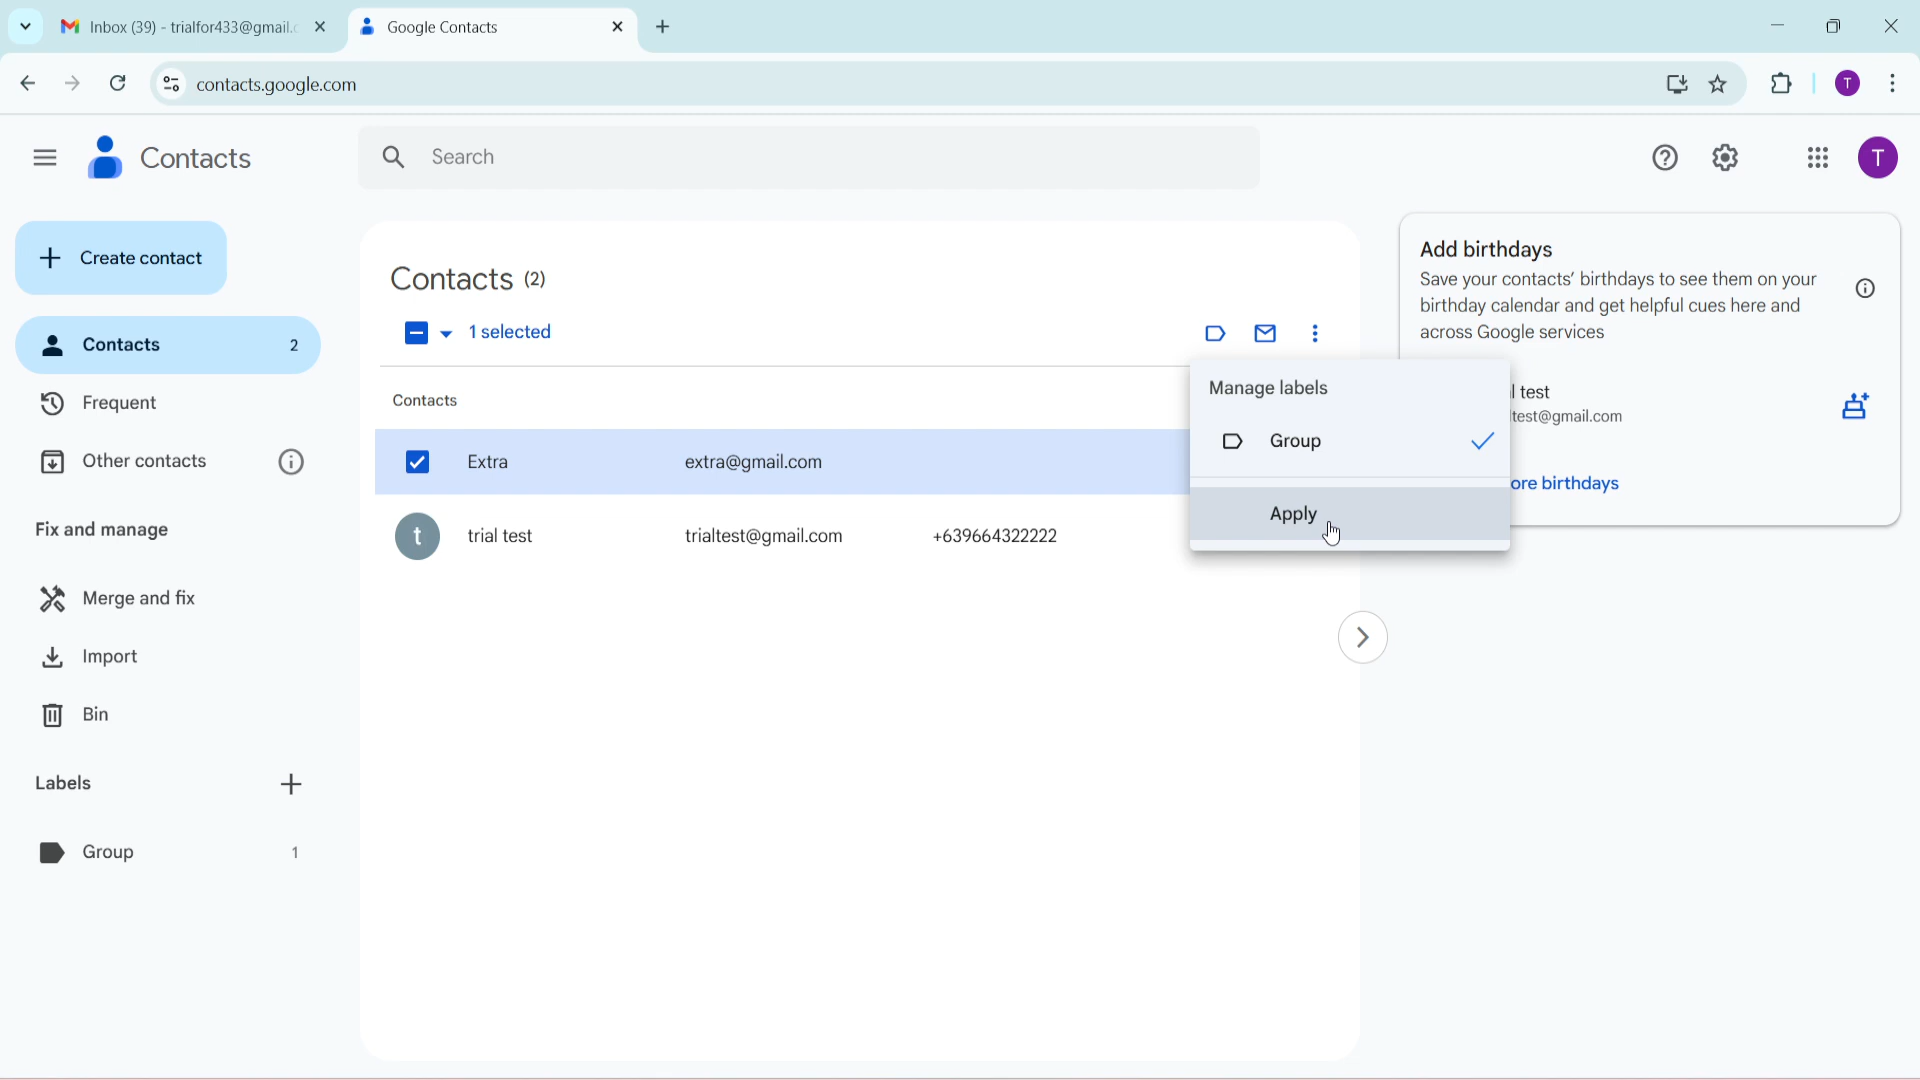 Inbox (39) - trialfor433@gmail.c
Google Contacts
contacts.google.com
T
Contacts
Search
T
Create contact
Contacts 2
Frequent
Other contacts
Fix and manage
Merge and fix
Import
Bin
Labels
Group 1
Contacts (2)
1 selected
Contacts
Extra extra@gmail.com
t trial test trialtest@gmail.com +639664322222
Manage labels
Group
Apply
Add birthdays
Save your contacts' birthdays to see them on your
birthday calendar and get helpful cues here and
across Google services
l test
ltest@gmail.com
ore birthdays